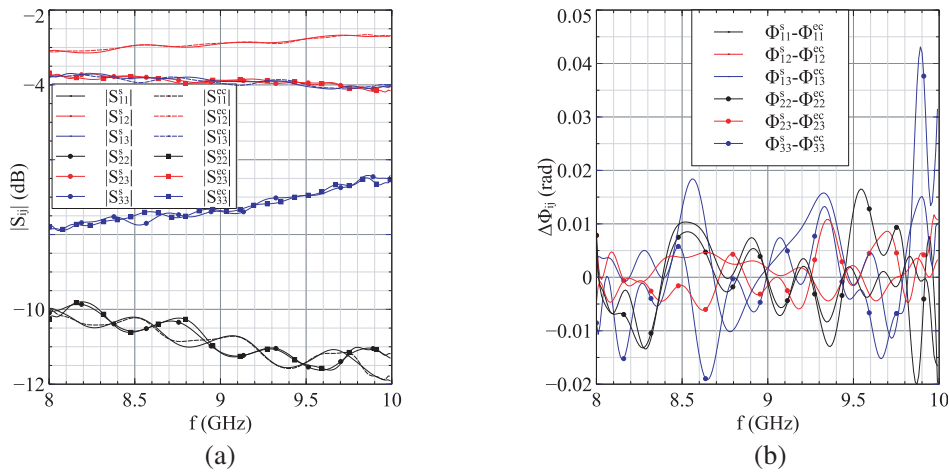 −2
−4
−10
−12
|S_ij| (dB)
|S^s_11| |S^ec_11|
|S^s_12| |S^ec_12|
|S^s_13| |S^ec_13|
|S^s_22| |S^ec_22|
|S^s_23| |S^ec_23|
|S^s_33| |S^ec_33|
8 8.5 9 9.5 10
f (GHz)
(a)
0.05
0.04
0.03
0.02
0.01
0
−0.01
−0.02
ΔΦ_ij (rad)
Φ^s_11-Φ^ec_11
Φ^s_12-Φ^ec_12
Φ^s_13-Φ^ec_13
Φ^s_22-Φ^ec_22
Φ^s_23-Φ^ec_23
Φ^s_33-Φ^ec_33
8 8.5 9 9.5 10
f (GHz)
(b)